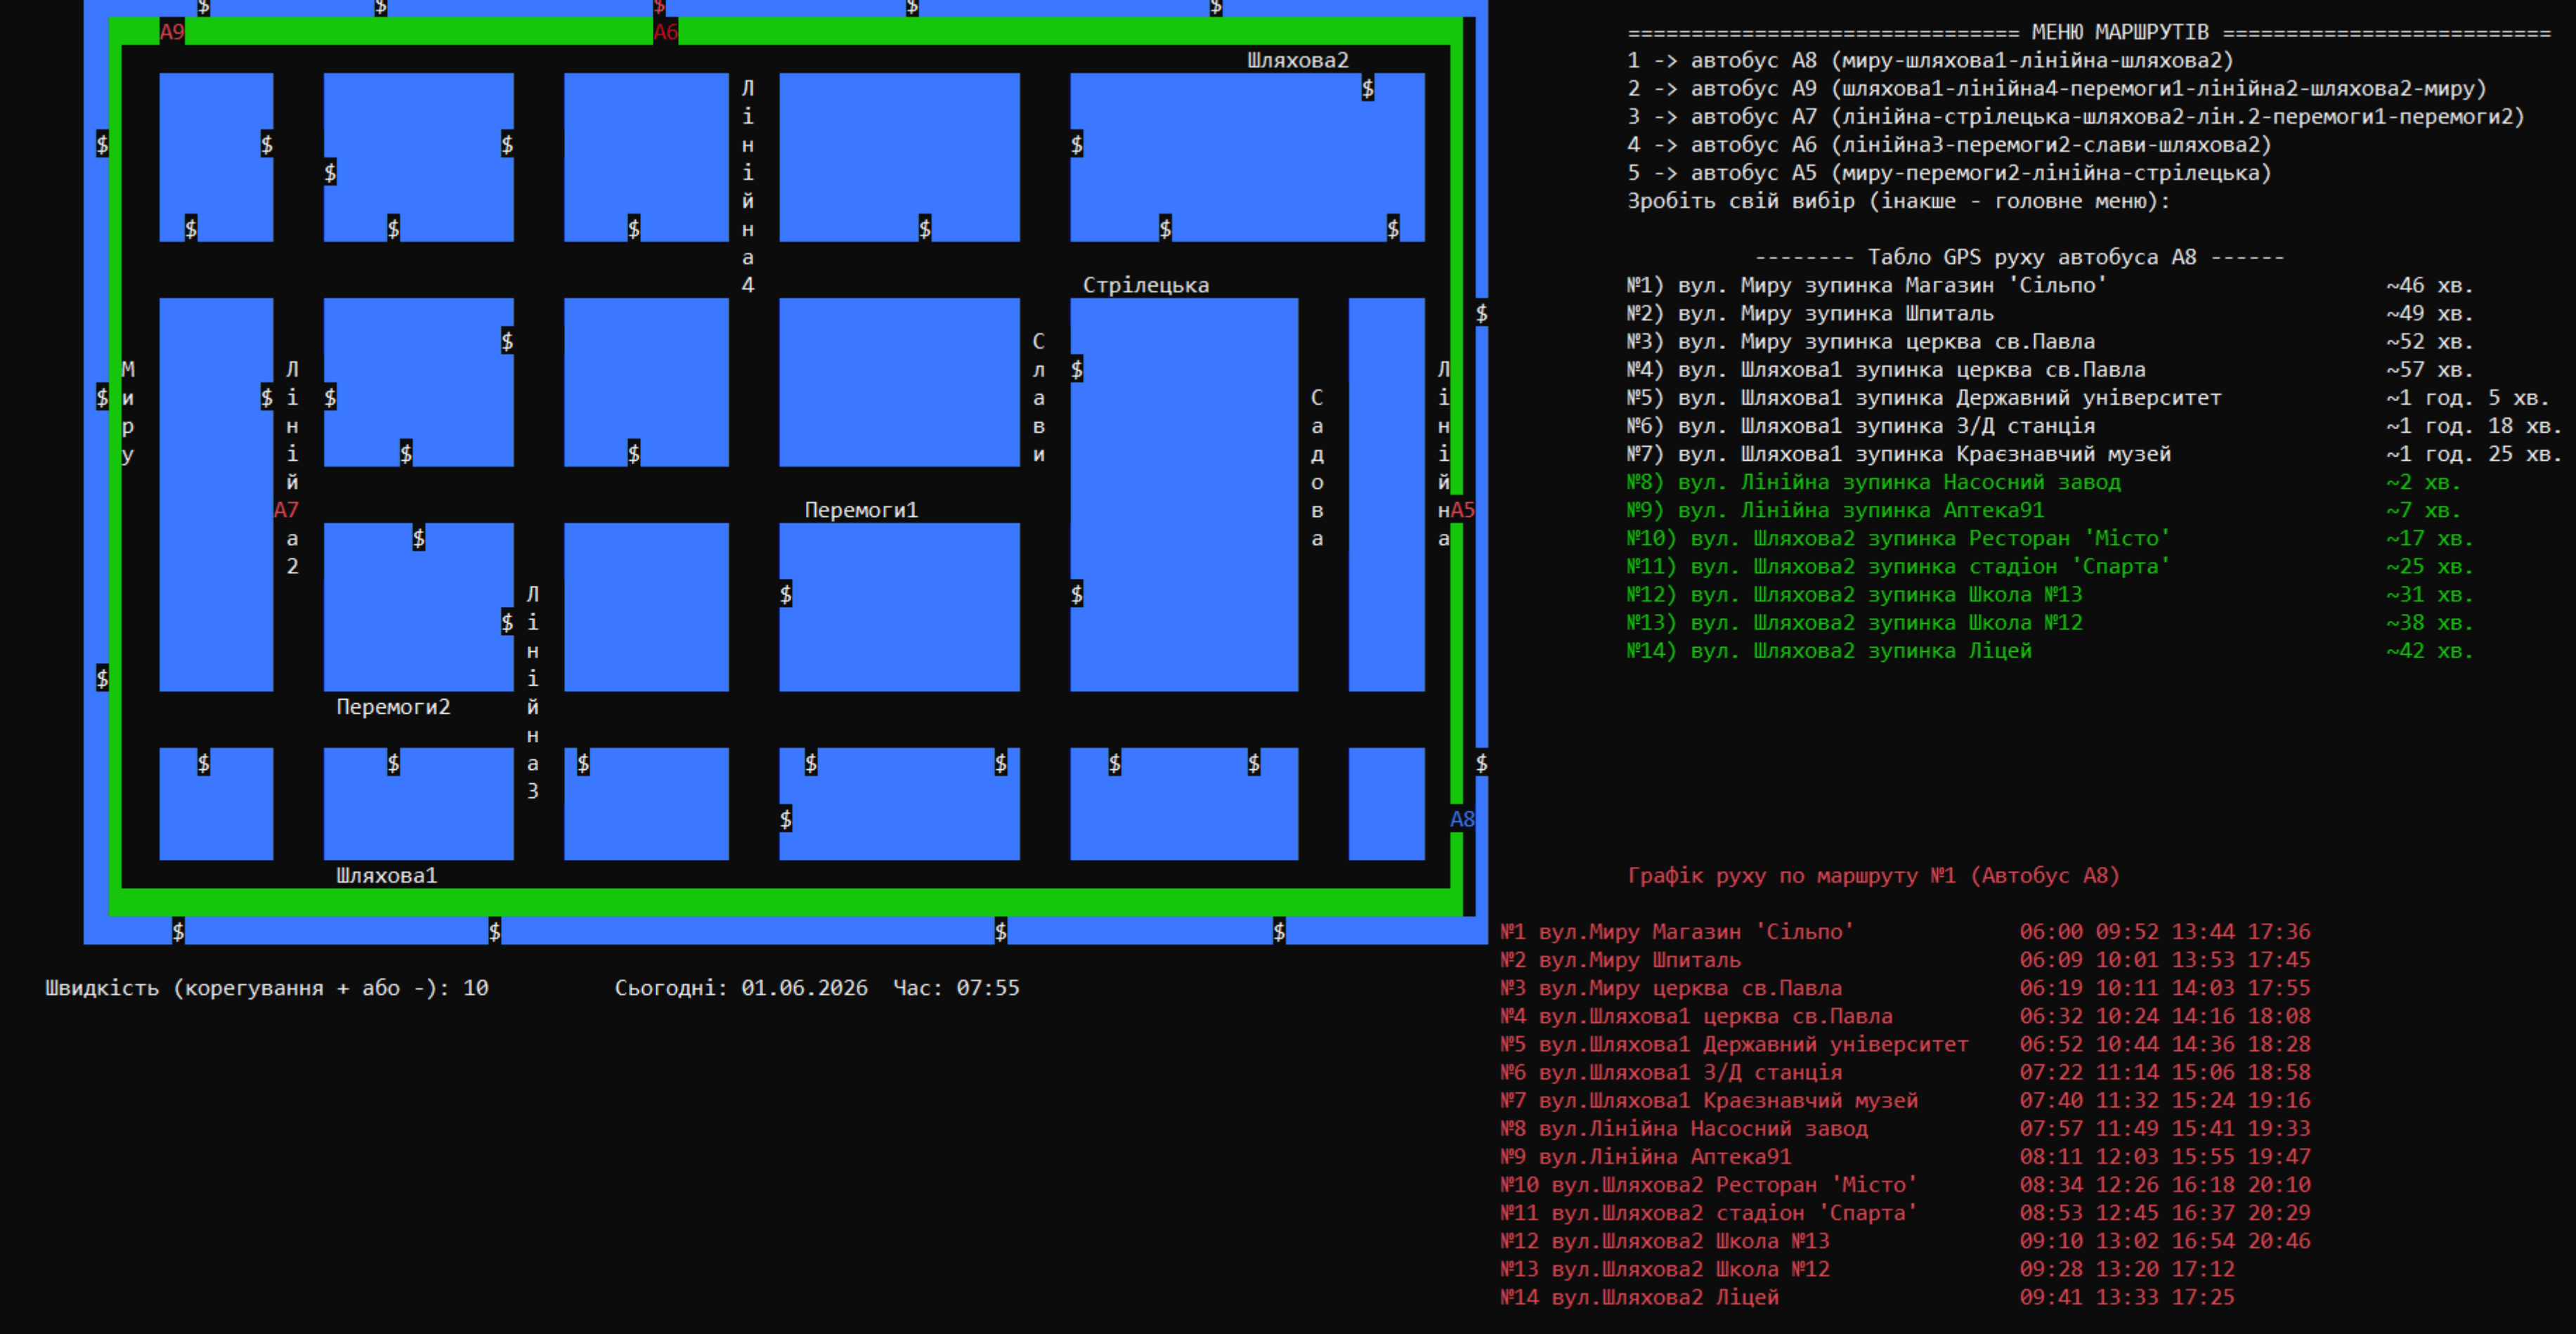 $ $ $ $ $
А9 А6
Шляхова2
Лінійна4
$ $
$ $ $ $
$
$ $ $ $ $ $
Стрілецька
$
$
Миру
Лінійна2
А7
Слави
Садова
Лінійна
А5
$ $
$ $ $
$ $
Перемоги1
$
$ $
Лінійна3
$
$
Перемоги2
$ $ $ $ $ $ $ $
$
А8
Шляхова1
$ $ $ $
Швидкість (корегування + або -): 10 Сьогодні: 01.06.2026 Час: 07:55
=============================== МЕНЮ МАРШРУТІВ ==========================
1 -> автобус А8 (миру-шляхова1-лінійна-шляхова2)
2 -> автобус А9 (шляхова1-лінійна4-перемоги1-лінійна2-шляхова2-миру)
3 -> автобус А7 (лінійна-стрілецька-шляхова2-лін.2-перемоги1-перемоги2)
4 -> автобус А6 (лінійна3-перемоги2-слави-шляхова2)
5 -> автобус А5 (миру-перемоги2-лінійна-стрілецька)
Зробіть свій вибір (інакше - головне меню):
-------- Табло GPS руху автобуса А8 ------
№1) вул. Миру зупинка Магазин 'Сільпо' ~46 хв.
№2) вул. Миру зупинка Шпиталь ~49 хв.
№3) вул. Миру зупинка церква св.Павла ~52 хв.
№4) вул. Шляхова1 зупинка церква св.Павла ~57 хв.
№5) вул. Шляхова1 зупинка Державний університет ~1 год. 5 хв.
№6) вул. Шляхова1 зупинка З/Д станція ~1 год. 18 хв.
№7) вул. Шляхова1 зупинка Краєзнавчий музей ~1 год. 25 хв.
№8) вул. Лінійна зупинка Насосний завод ~2 хв.
№9) вул. Лінійна зупинка Аптека91 ~7 хв.
№10) вул. Шляхова2 зупинка Ресторан 'Місто' ~17 хв.
№11) вул. Шляхова2 зупинка стадіон 'Спарта' ~25 хв.
№12) вул. Шляхова2 зупинка Школа №13 ~31 хв.
№13) вул. Шляхова2 зупинка Школа №12 ~38 хв.
№14) вул. Шляхова2 зупинка Ліцей ~42 хв.
Графік руху по маршруту №1 (Автобус А8)
№1 вул.Миру Магазин 'Сільпо' 06:00 09:52 13:44 17:36
№2 вул.Миру Шпиталь 06:09 10:01 13:53 17:45
№3 вул.Миру церква св.Павла 06:19 10:11 14:03 17:55
№4 вул.Шляхова1 церква св.Павла 06:32 10:24 14:16 18:08
№5 вул.Шляхова1 Державний університет 06:52 10:44 14:36 18:28
№6 вул.Шляхова1 З/Д станція 07:22 11:14 15:06 18:58
№7 вул.Шляхова1 Краєзнавчий музей 07:40 11:32 15:24 19:16
№8 вул.Лінійна Насосний завод 07:57 11:49 15:41 19:33
№9 вул.Лінійна Аптека91 08:11 12:03 15:55 19:47
№10 вул.Шляхова2 Ресторан 'Місто' 08:34 12:26 16:18 20:10
№11 вул.Шляхова2 стадіон 'Спарта' 08:53 12:45 16:37 20:29
№12 вул.Шляхова2 Школа №13 09:10 13:02 16:54 20:46
№13 вул.Шляхова2 Школа №12 09:28 13:20 17:12
№14 вул.Шляхова2 Ліцей 09:41 13:33 17:25